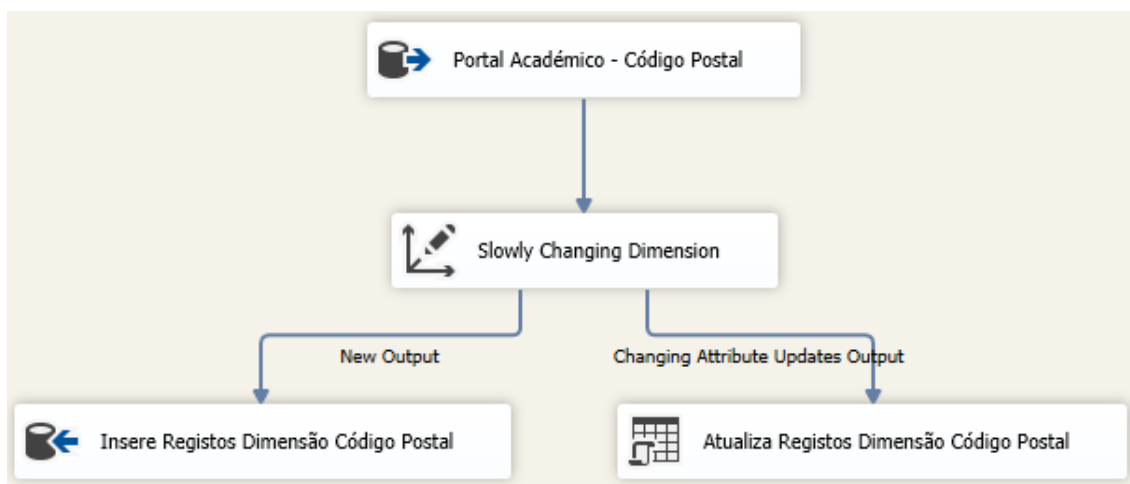 Portal Académico - Código Postal
Slowly Changing Dimension
New Output
Changing Attribute Updates Output
Insere Registos Dimensão Código Postal
Atualiza Registos Dimensão Código Postal